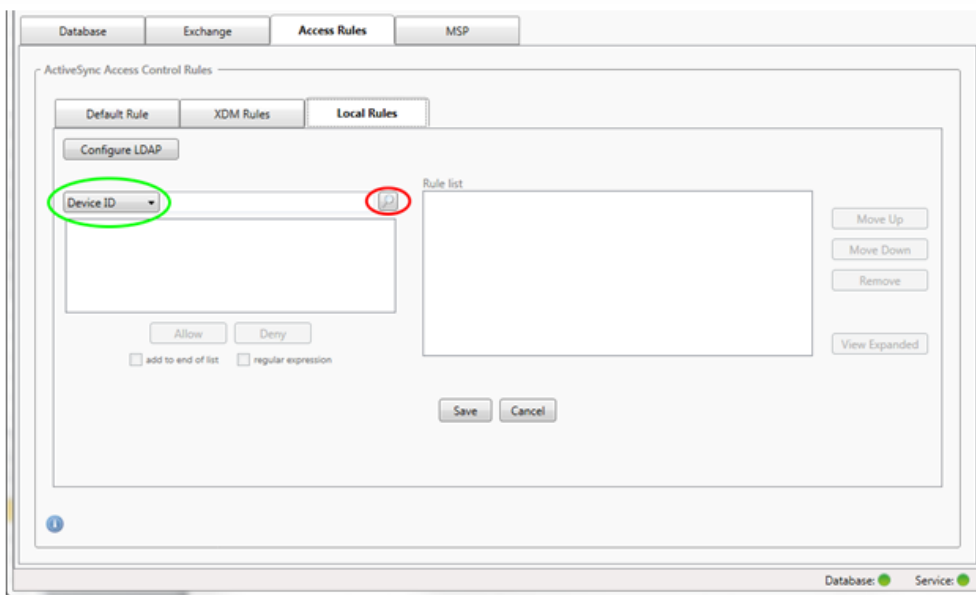 Database
Exchange
Access Rules
MSP
ActiveSync Access Control Rules
Default Rule
XDM Rules
Local Rules
Configure LDAP
Device ID
Rule list
Move Up
Move Down
Remove
Allow
Deny
View Expanded
add to end of list
regular expression
Save
Cancel
Database:
Service: